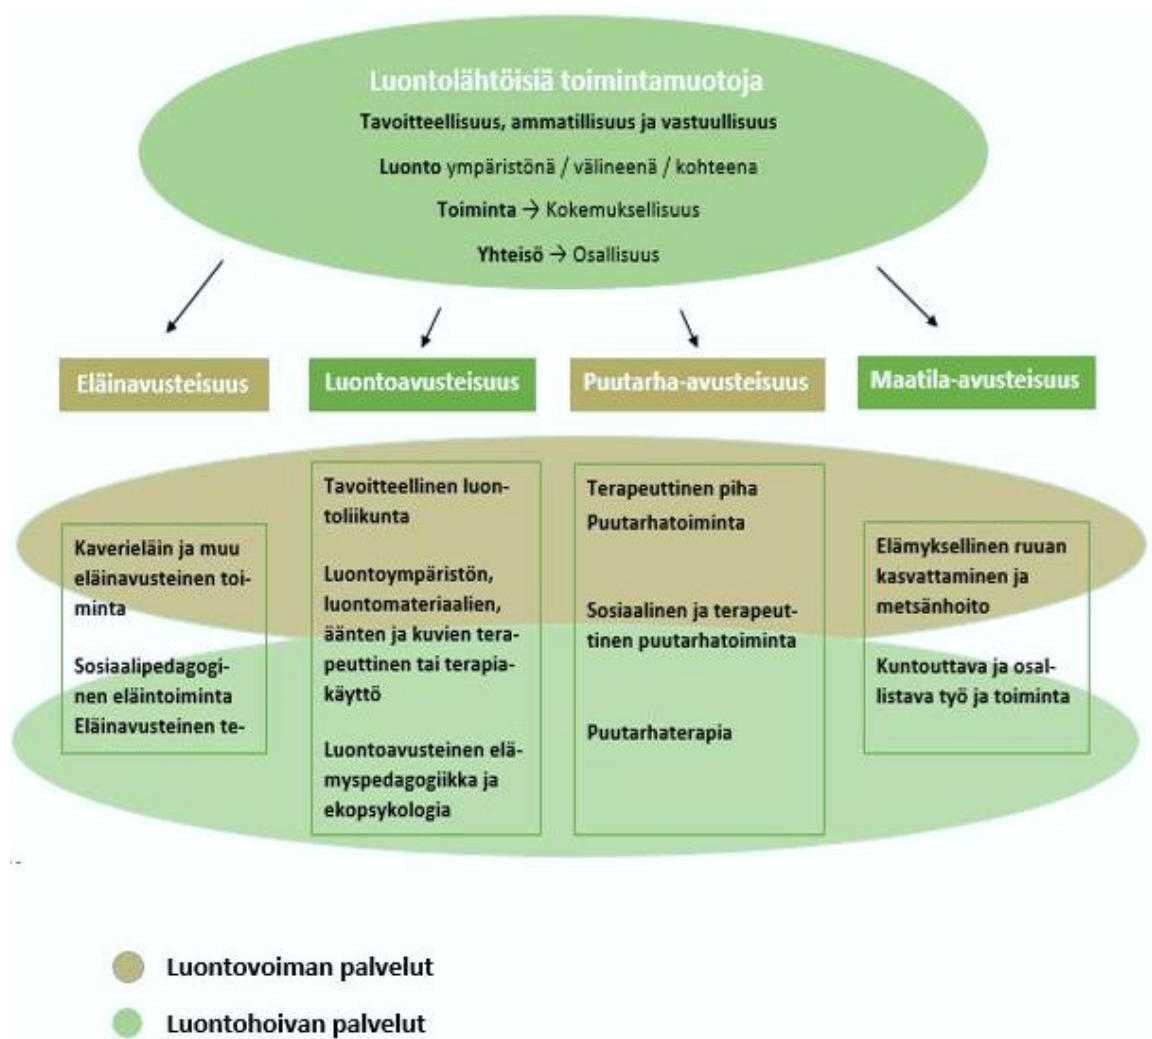 Luontolähtöisiä toimintamuotoja
Tavoitteellisuus, ammatillisuus ja vastuullisuus
Luonto ympäristönä / välineenä / kohteena
Toiminta → Kokemuksellisuus
Yhteisö → Osallisuus
Eläinavusteisuus
Luontoavusteisuus
Puutarha-avusteisuus
Maatila-avusteisuus
Kaverieläin ja muu
eläinavusteinen toi-
minta
Sosiaalipedagogi-
nen eläintoiminta
Eläinavusteinen te-
Tavoitteellinen luon-
toliikunta
Luontoympäristön,
luontomateriaalien,
äänten ja kuvien tera-
peuttinen tai terapia-
käyttö
Luontoavusteinen elä-
myspedagogiikka ja
ekopsykologia
Terapeuttinen piha
Puutarhatoiminta
Sosiaalinen ja terapeut-
tinen puutarhatoiminta
Puutarhaterapia
Elämyksellinen ruuan
kasvattaminen ja
metsänhoito
Kuntouttava ja osal-
listava työ ja toiminta
Luontovoiman palvelut
Luontohoivan palvelut